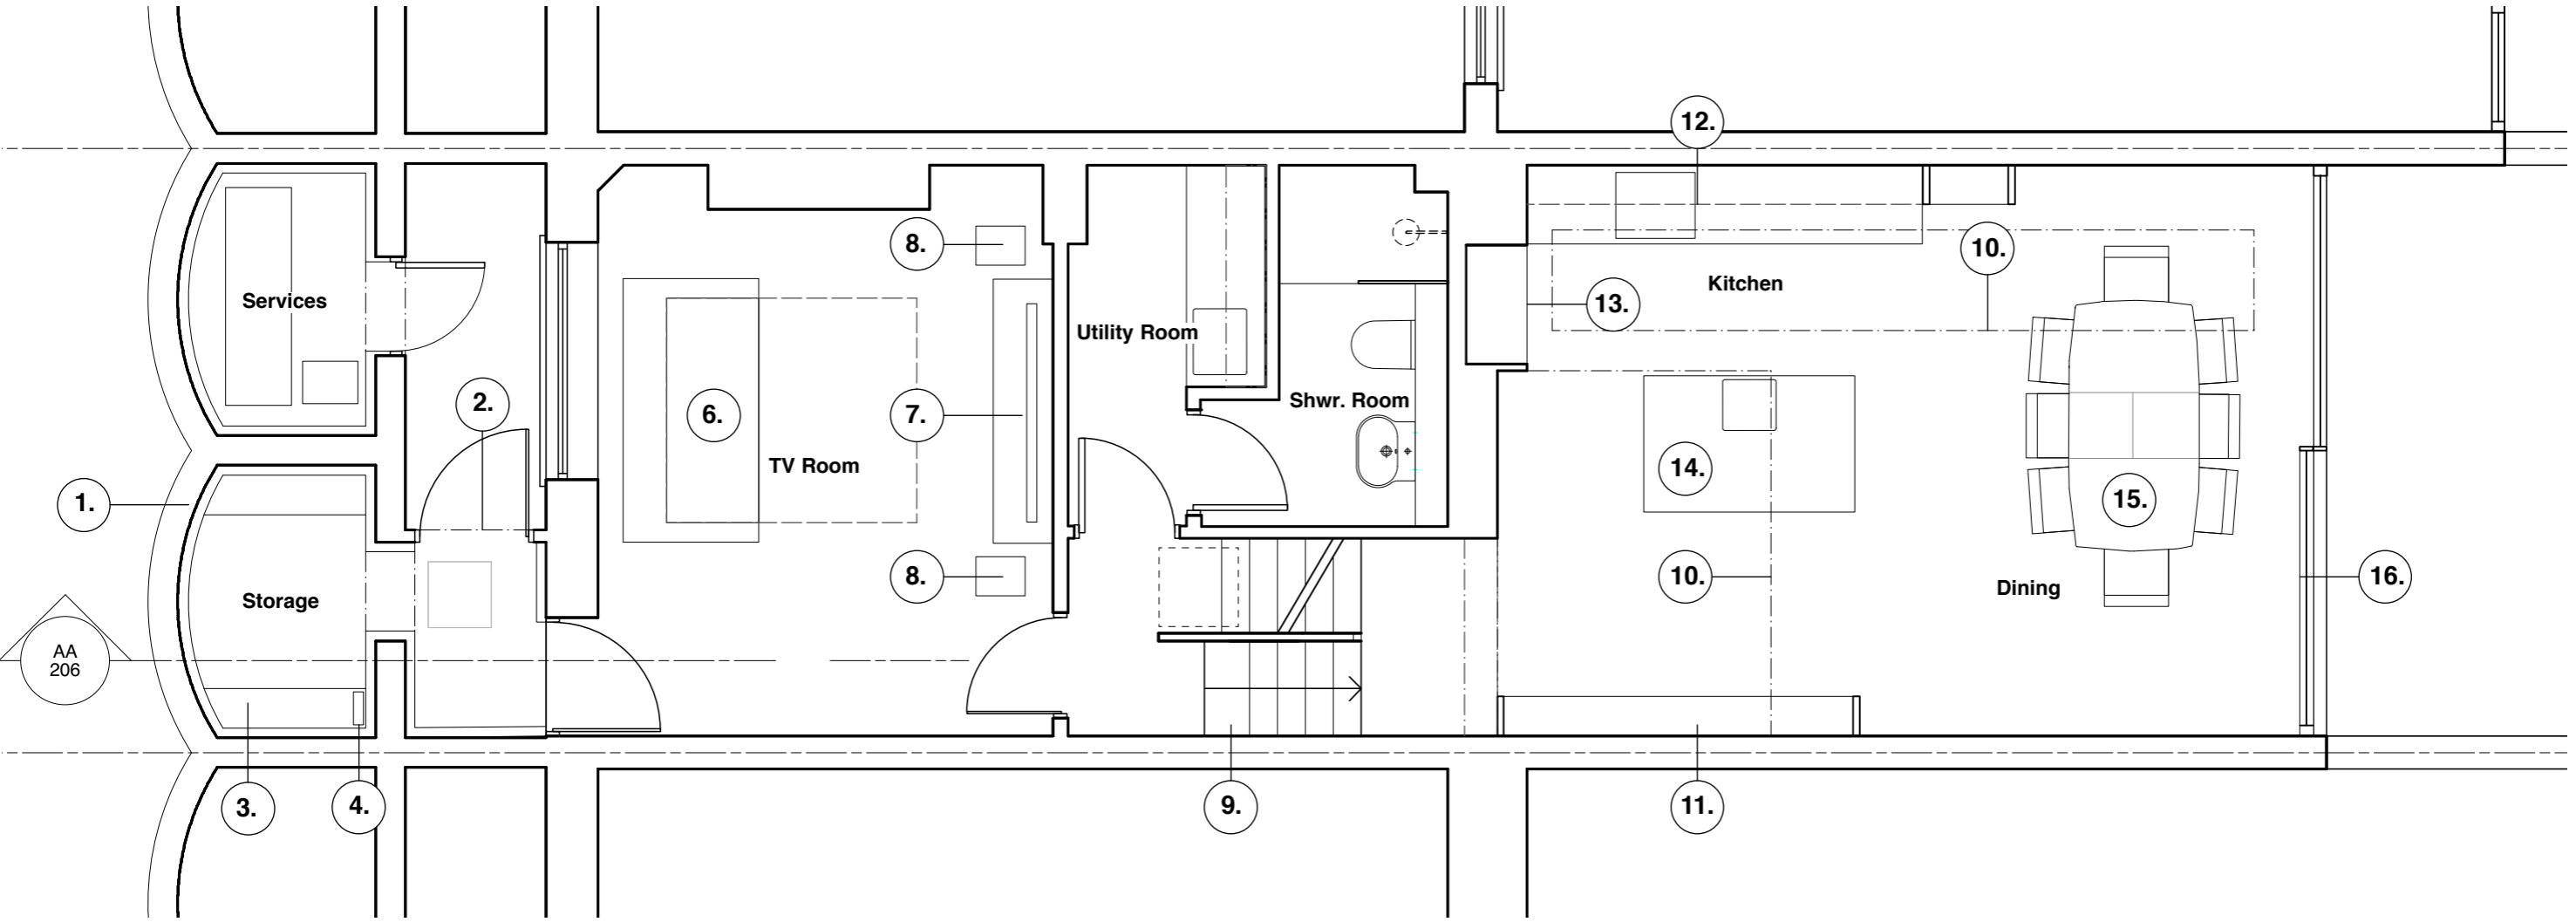 12.
8.
10.
Services
Kitchen
13.
Utility Room
2.
6.
7.
Shwr. Room
TV Room
14.
1.
15.
8.
10.
16.
Dining
Storage
AA
206
3.
4.
9.
11.